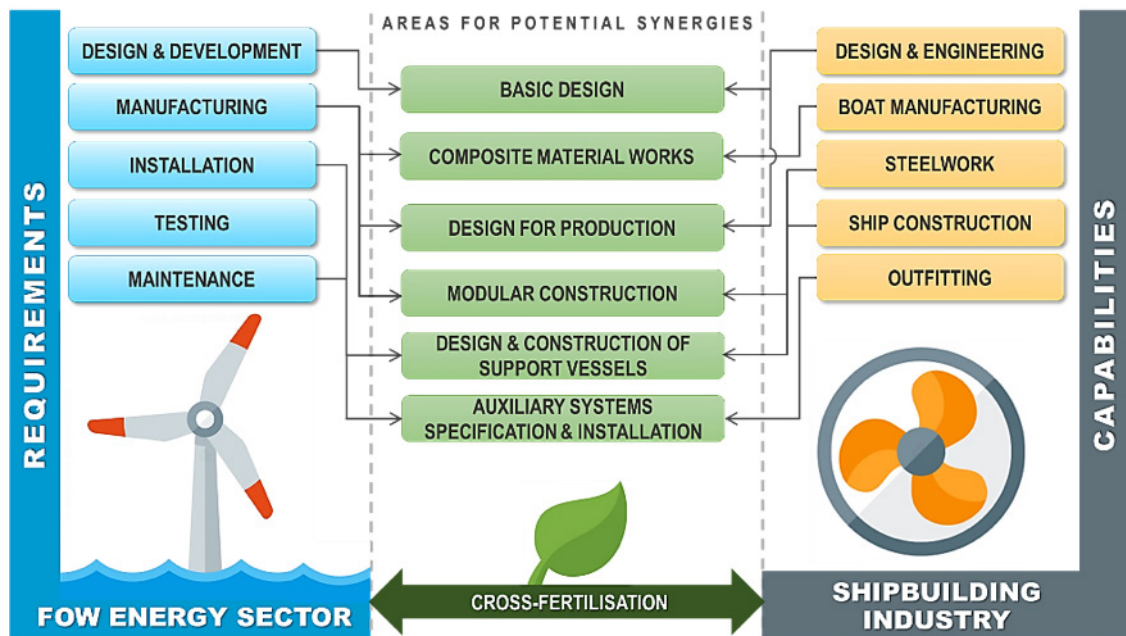 AREAS FOR POTENTIAL SYNERGIES
REQUIREMENTS
DESIGN & DEVELOPMENT
MANUFACTURING
INSTALLATION
TESTING
MAINTENANCE
BASIC DESIGN
COMPOSITE MATERIAL WORKS
DESIGN FOR PRODUCTION
MODULAR CONSTRUCTION
DESIGN & CONSTRUCTION OF
SUPPORT VESSELS
AUXILIARY SYSTEMS
SPECIFICATION & INSTALLATION
DESIGN & ENGINEERING
BOAT MANUFACTURING
STEELWORK
SHIP CONSTRUCTION
OUTFITTING
CAPABILITIES
FOW ENERGY SECTOR
CROSS-FERTILISATION
SHIPBUILDING
INDUSTRY